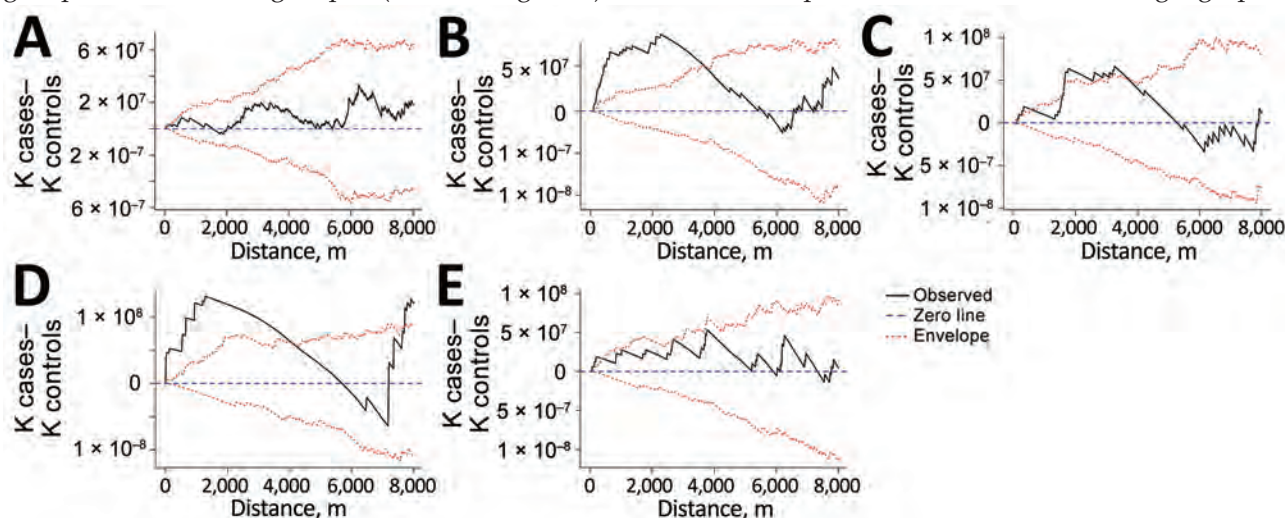 A
K cases–
K controls
6 × 10⁷
2 × 10⁷
0
2 × 10⁻⁷
6 × 10⁻⁷
0 2,000 4,000 6,000 8,000
Distance, m
B
K cases–
K controls
5 × 10⁷
0
1 × 10⁻⁷
1 × 10⁻⁸
0 2,000 4,000 6,000 8,000
Distance, m
C
K cases–
K controls
1 × 10⁸
5 × 10⁷
0
5 × 10⁻⁷
1 × 10⁻⁸
0 2,000 4,000 6,000 8,000
Distance, m
D
K cases–
K controls
1 × 10⁸
0
1 × 10⁻⁸
0 2,000 4,000 6,000 8,000
Distance, m
E
K cases–
K controls
1 × 10⁸
5 × 10⁷
0
5 × 10⁻⁷
1 × 10⁻⁸
0 2,000 4,000 6,000 8,000
Distance, m
Observed
Zero line
Envelope